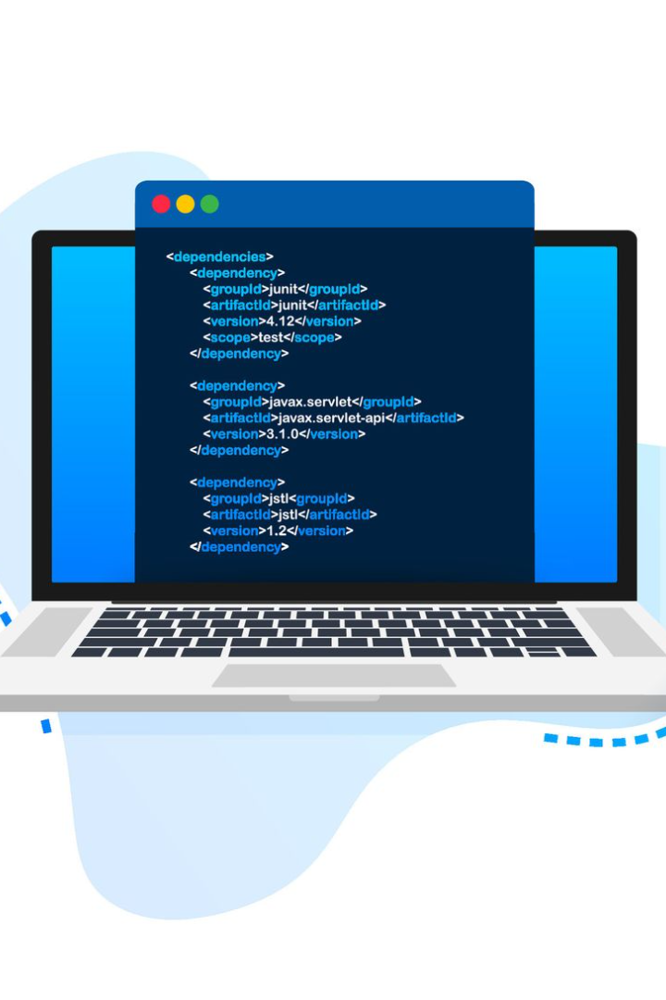 <dependencies>
<dependency>
<groupId>junit</groupId>
<artifactId>junit</artifactId>
<version>4.12</version>
<scope>test</scope>
</dependency>
<dependency>
<groupId>javax.servlet</groupId>
<artifactId>javax.servlet-api</artifactId>
<version>3.1.0</version>
</dependency>
<dependency>
<groupId>jstl<groupId>
<artifactId>jstl</artifactId>
<version>1.2</version>
</dependency>